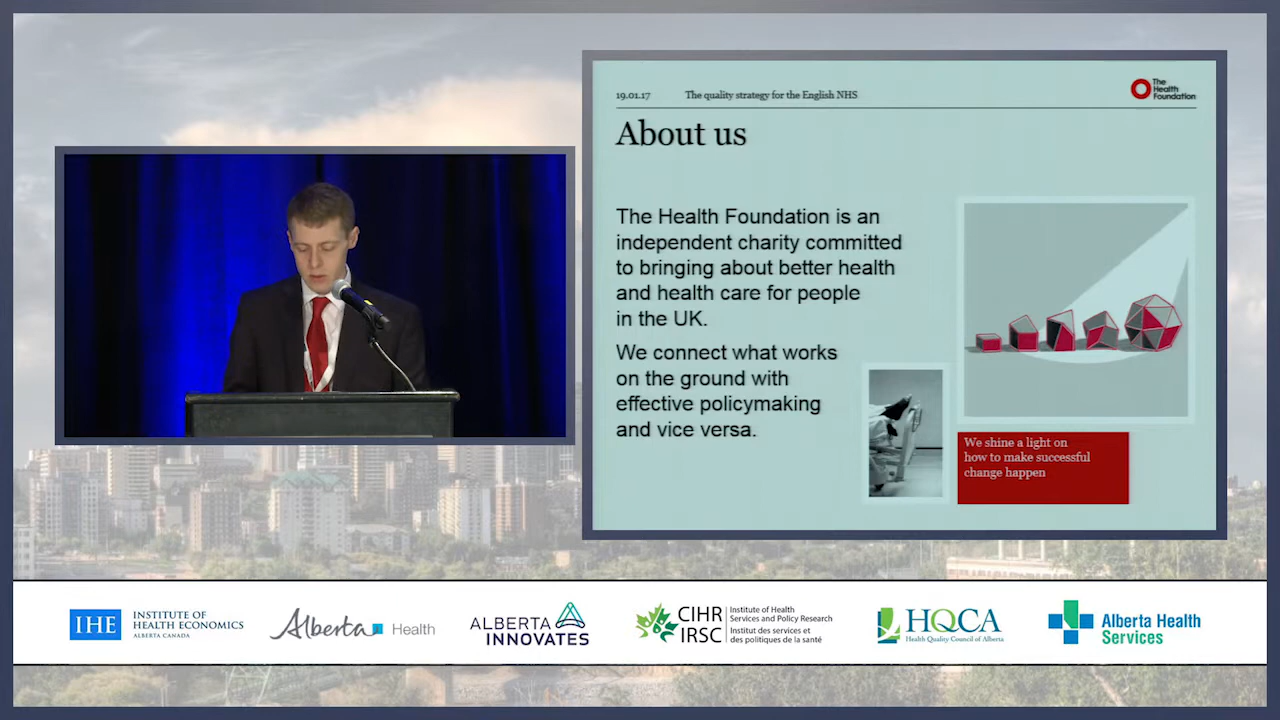 19.01.17 The quality strategy for the English NHS
The
Health
Foundation
About us
The Health Foundation is an
independent charity committed
to bringing about better health
and health care for people
in the UK.
We connect what works
on the ground with
effective policymaking
and vice versa.
We shine a light on
how to make successful
change happen
IHE
INSTITUTE OF
HEALTH ECONOMICS
ALBERTA CANADA
Alberta Health
ALBERTA
INNOVATES
CIHR
IRSC
Institute of Health
Services and Policy Research
Institut des services et
des politiques de la santé
HQCA
Health Quality Council of Alberta
Alberta Health
Services